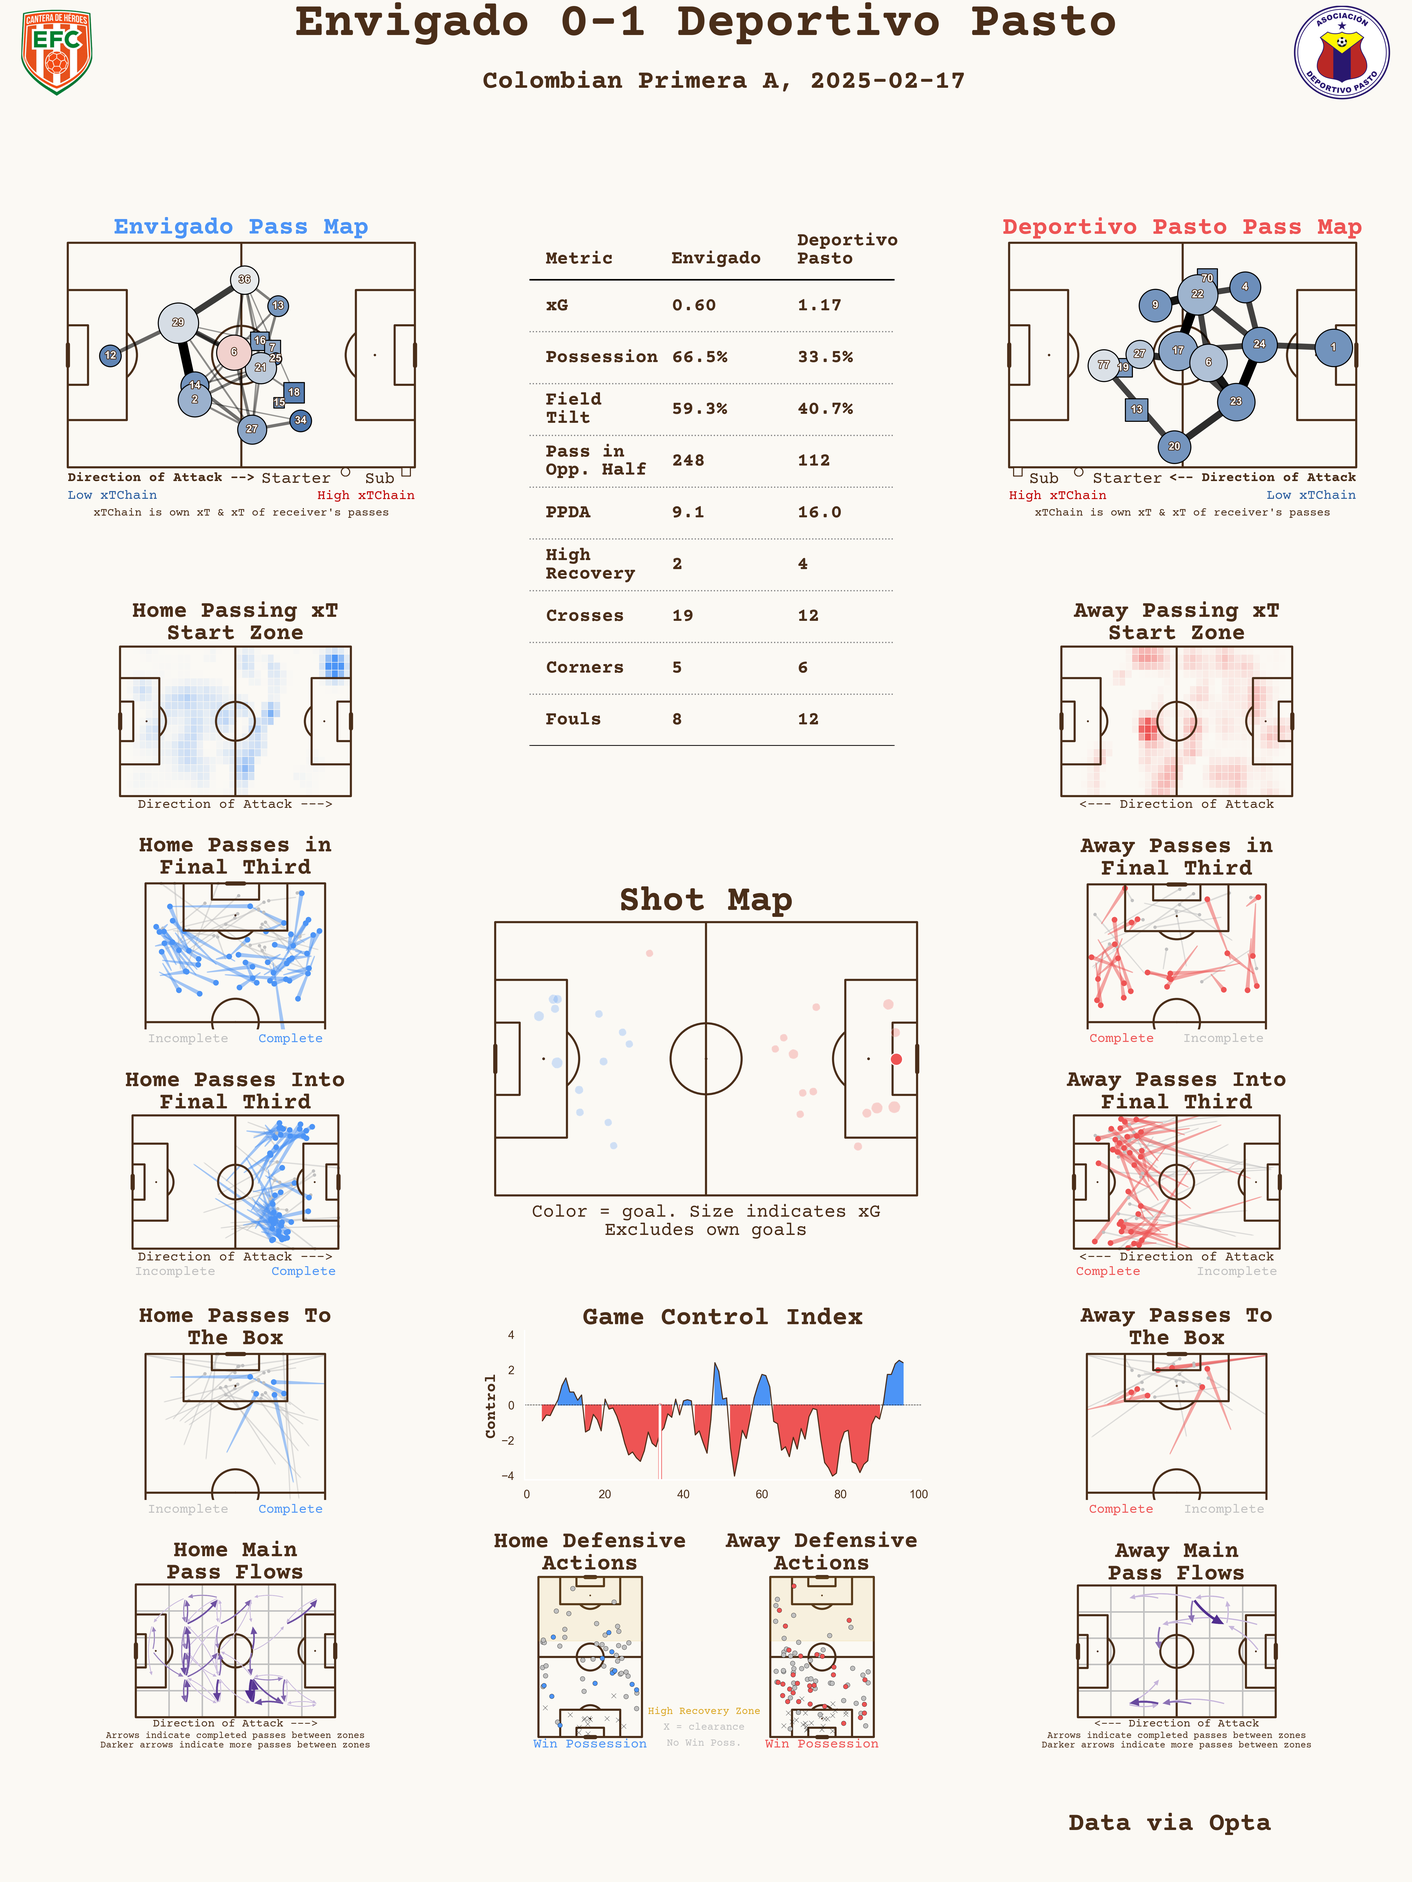 Envigado 0-1 Deportivo Pasto
Colombian Primera A, 2025-02-17
CANTERA DE HÉROES
EFC
ASOCIACIÓN
DEPORTIVO PASTO
Envigado Pass Map
36
13
29
12
16
7
6
25
21
14
2
18
15
34
27
Direction of Attack --> Starter Sub
Low xTChain High xTChain
xTChain is own xT & xT of receiver's passes
Metric Envigado Deportivo Pasto
xG 0.60 1.17
Possession 66.5% 33.5%
Field Tilt 59.3% 40.7%
Pass in Opp. Half 248 112
PPDA 9.1 16.0
High Recovery 2 4
Crosses 19 12
Corners 5 6
Fouls 8 12
Deportivo Pasto Pass Map
70
4
22
9
24
1
17
27
6
77
19
23
13
20
Sub Starter <-- Direction of Attack
High xTChain Low xTChain
xTChain is own xT & xT of receiver's passes
Home Passing xT
Start Zone
Direction of Attack --->
Away Passing xT
Start Zone
<--- Direction of Attack
Home Passes in
Final Third
Incomplete Complete
Away Passes in
Final Third
Complete Incomplete
Shot Map
Color = goal. Size indicates xG
Excludes own goals
Home Passes Into
Final Third
Direction of Attack --->
Incomplete Complete
Away Passes Into
Final Third
<--- Direction of Attack
Complete Incomplete
Home Passes To
The Box
Incomplete Complete
Game Control Index
Control
4
2
0
−2
−4
0 20 40 60 80 100
Away Passes To
The Box
Complete Incomplete
Home Main
Pass Flows
Direction of Attack --->
Arrows indicate completed passes between zones
Darker arrows indicate more passes between zones
Home Defensive
Actions
Win Possession
High Recovery Zone
X = clearance
No Win Poss.
Away Defensive
Actions
Win Possession
Away Main
Pass Flows
<--- Direction of Attack
Arrows indicate completed passes between zones
Darker arrows indicate more passes between zones
Data via Opta